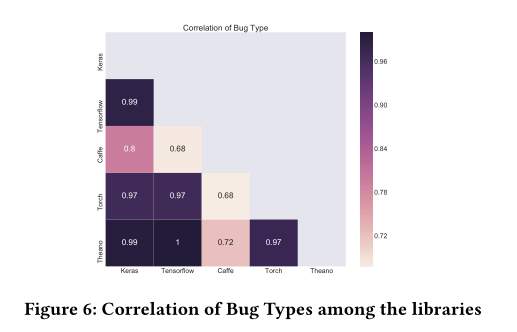 Correlation of Bug Type
Keras
Tensorflow 0.99
Caffe 0.8 0.68
Torch 0.97 0.97 0.68
Theano 0.99 1 0.72 0.97
Keras Tensorflow Caffe Torch Theano
0.96
0.90
0.84
0.78
0.72
Figure 6: Correlation of Bug Types among the libraries